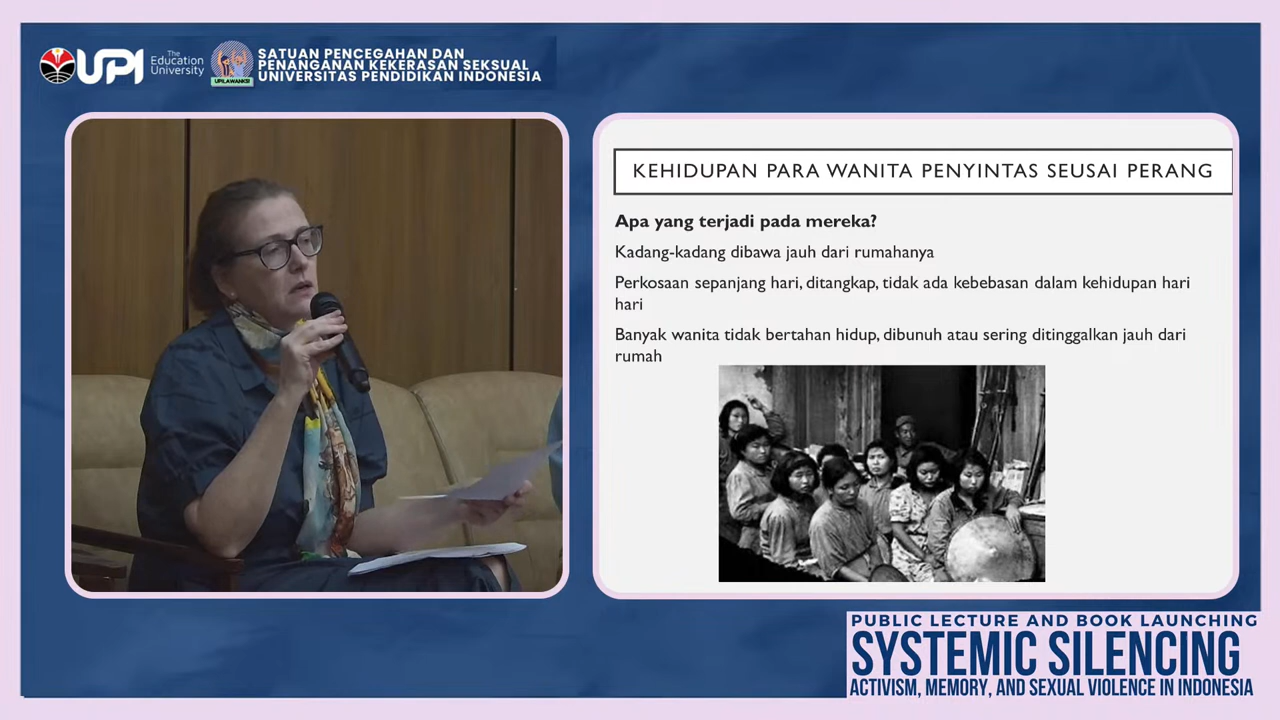 UPI
The
Education
University
UPILAWANKS!
SATUAN PENCEGAHAN DAN
PENANGANAN KEKERASAN SEKSUAL
UNIVERSITAS PENDIDIKAN INDONESIA
KEHIDUPAN PARA WANITA PENYINTAS SEUSAI PERANG
Apa yang terjadi pada mereka?
Kadang-kadang dibawa jauh dari rumahanya
Perkosaan sepanjang hari, ditangkap, tidak ada kebebasan dalam kehidupan hari
hari
Banyak wanita tidak bertahan hidup, dibunuh atau sering ditinggalkan jauh dari
rumah
PUBLIC LECTURE AND BOOK LAUNCHING
SYSTEMIC SILENCING
ACTIVISM, MEMORY, AND SEXUAL VIOLENCE IN INDONESIA